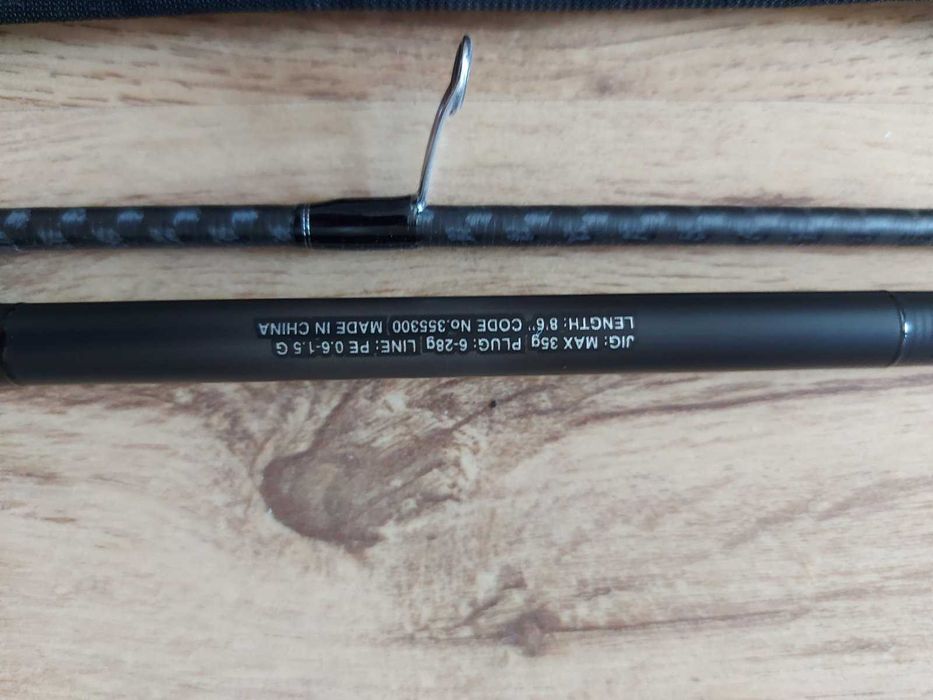 JIG: MAX 35g PLUG: 6-28g LINE: PE 0.6-1.5 G
LENGTH: 8'6" CODE No.355300 MADE IN CHINA